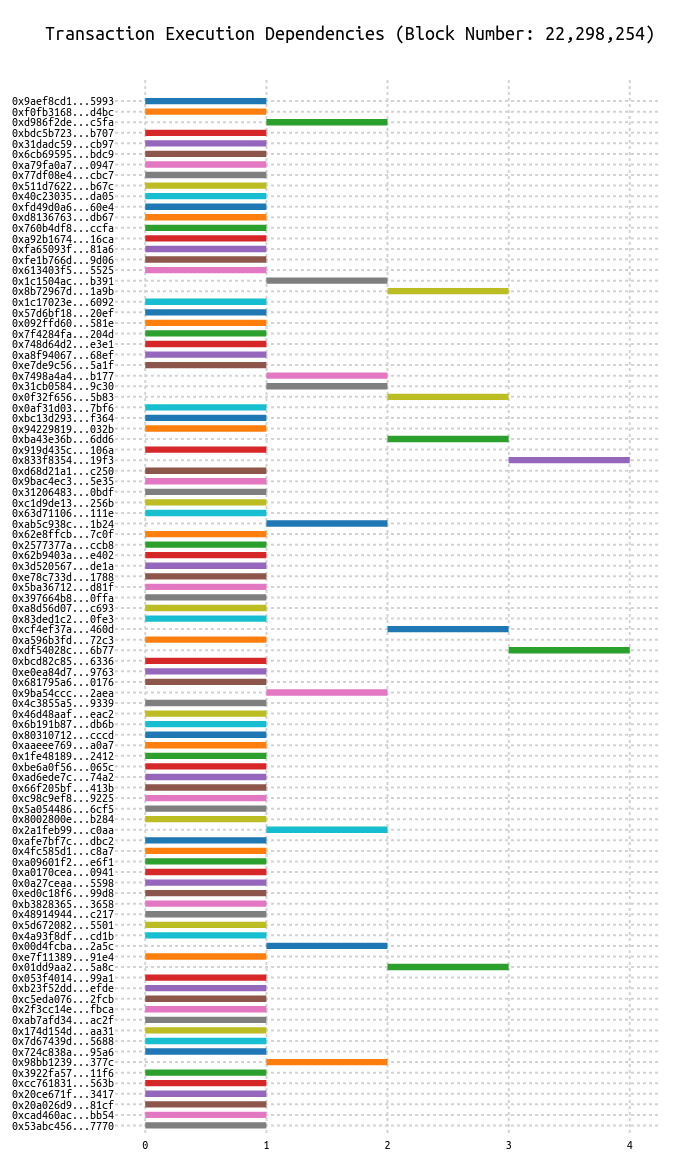 Transaction Execution Dependencies (Block Number: 22,298,254)
0x9aef8cd1...5993
0xf0fb3168...d4bc
0xd986f2de...c5fa
0xbdc5b723...b707
0x31dadc59...cb97
0x6cb69595...bdc9
0xa79fa0a7...0947
0x77df08e4...cbc7
0x511d7622...b67c
0x40c23035...da05
0xfd49d0a6...60e4
0xd8136763...db67
0x760b4df8...ccfa
0xa92b1674...16ca
0xfa65093f...81a6
0xfe1b766d...9d06
0x613403f5...5525
0x1c1504ac...b391
0x8b72967d...1a9b
0x1c17023e...6092
0x57d6bf18...20ef
0x092ffd60...581e
0x7f4284fa...204d
0x748d64d2...e3e1
0xa8f94067...68ef
0xe7de9c56...5a1f
0x7498a4a4...b177
0x31cb0584...9c30
0x0f32f656...5b83
0x0af31d03...7bf6
0xbc13d293...f364
0x94229819...032b
0xba43e36b...6dd6
0x919d435c...106a
0x833f8354...19f3
0xd68d21a1...c250
0x9bac4ec3...5e35
0x31206483...0bdf
0xc1d9de13...256b
0x63d71106...111e
0xab5c938c...1b24
0x62e8ffcb...7c0f
0x2577377a...ccb8
0x62b9403a...e402
0x3d520567...de1a
0xe78c733d...1788
0x5ba36712...d81f
0x397664b8...0ffa
0xa8d56d07...c693
0x83ded1c2...0fe3
0xcf4ef37a...460d
0xa596b3fd...72c3
0xdf54028c...6b77
0xbcd82c85...6336
0xe0ea84d7...9763
0x681795a6...0176
0x9ba54ccc...2aea
0x4c3855a5...9339
0x46d48aaf...eac2
0x6b191b87...db6b
0x80310712...cccd
0xaaeee769...a0a7
0x1fe48189...2412
0xbe6a0f56...065c
0xad6ede7c...74a2
0x66f205bf...413b
0xc98c9ef8...9225
0x5a054486...6cf5
0x8002800e...b284
0x2a1feb99...c0aa
0xafe7bf7c...dbc2
0x4fc585d1...c8a7
0xa09601f2...e6f1
0xa0170cea...0941
0x0a27ceaa...5598
0xed0c18f6...99d8
0xb3828365...3658
0x48914944...c217
0x5d672082...5501
0x4a93f8df...cd1b
0x00d4fcba...2a5c
0xe7f11389...91e4
0x01dd9aa2...5a8c
0x053f4014...99a1
0xb23f52dd...efde
0xc5eda076...2fcb
0x2f3cc14e...fbca
0xab7afd34...ac2f
0x174d154d...aa31
0x7d67439d...5688
0x724c838a...95a6
0x98bb1239...377c
0x3922fa57...11f6
0xcc761831...563b
0x20ce671f...3417
0x20a026d9...81cf
0xcad460ac...bb54
0x53abc456...7770
0 1 2 3 4